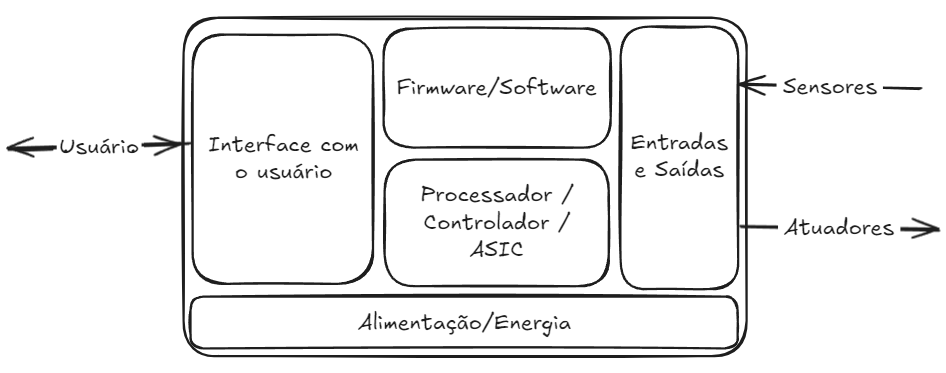 Usuário
Interface com
o usuário
Firmware/Software
Processador /
Controlador /
ASIC
Entradas
e Saídas
Sensores
Atuadores
Alimentação/Energia